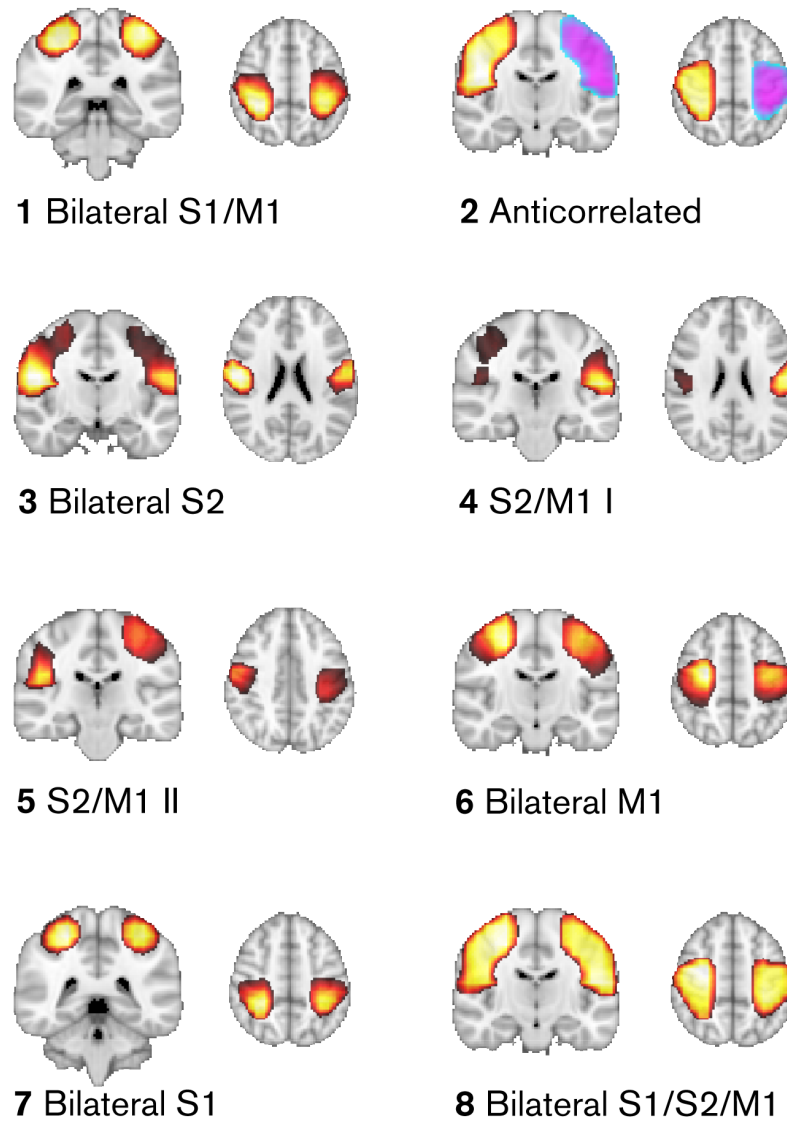 1 Bilateral S1/M1
2 Anticorrelated
3 Bilateral S2
4 S2/M1 I
5 S2/M1 II
6 Bilateral M1
7 Bilateral S1
8 Bilateral S1/S2/M1